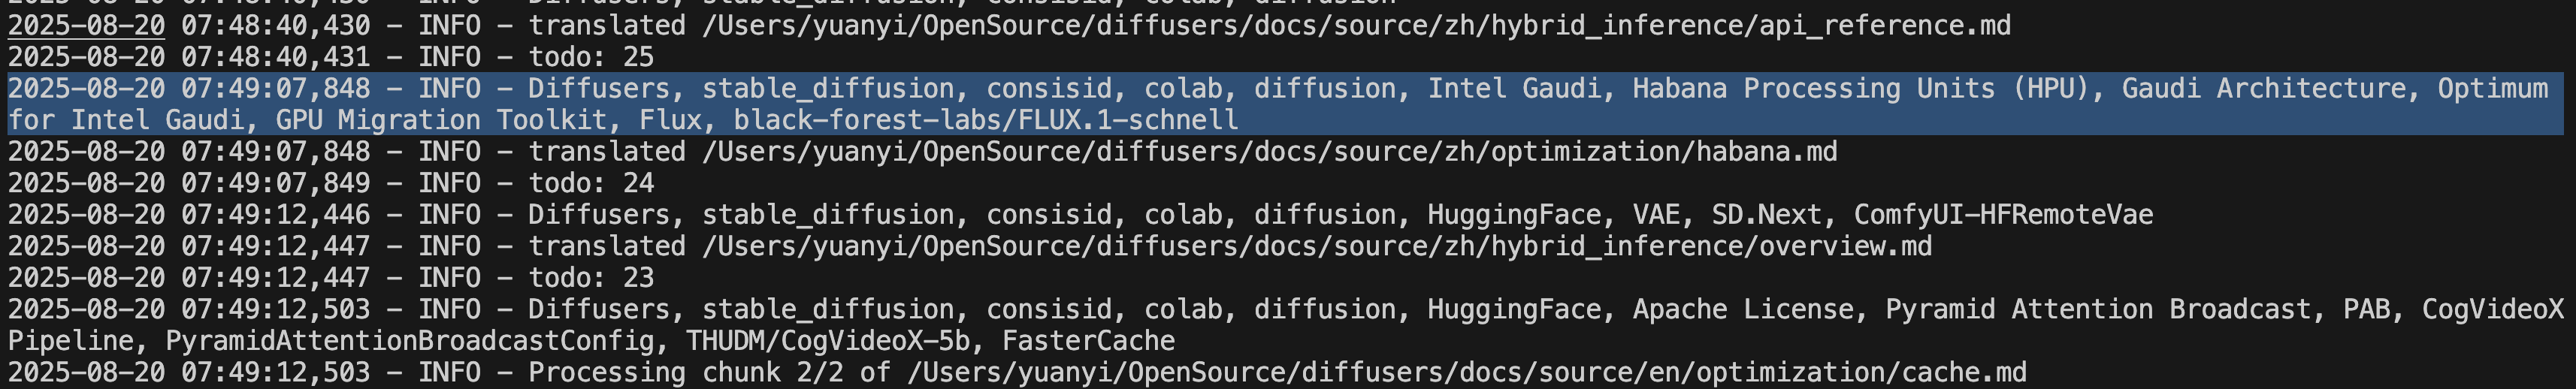 2025-08-20 07:48:40,430 - INFO - translated /Users/yuanyi/OpenSource/diffusers/docs/source/zh/hybrid_inference/api_reference.md
2025-08-20 07:48:40,431 - INFO - todo: 25
2025-08-20 07:49:07,848 - INFO - Diffusers, stable_diffusion, consisid, colab, diffusion, Intel Gaudi, Habana Processing Units (HPU), Gaudi Architecture, Optimum
for Intel Gaudi, GPU Migration Toolkit, Flux, black-forest-labs/FLUX.1-schnell
2025-08-20 07:49:07,848 - INFO - translated /Users/yuanyi/OpenSource/diffusers/docs/source/zh/optimization/habana.md
2025-08-20 07:49:07,849 - INFO - todo: 24
2025-08-20 07:49:12,446 - INFO - Diffusers, stable_diffusion, consisid, colab, diffusion, HuggingFace, VAE, SD.Next, ComfyUI-HFRemoteVae
2025-08-20 07:49:12,447 - INFO - translated /Users/yuanyi/OpenSource/diffusers/docs/source/zh/hybrid_inference/overview.md
2025-08-20 07:49:12,447 - INFO - todo: 23
2025-08-20 07:49:12,503 - INFO - Diffusers, stable_diffusion, consisid, colab, diffusion, HuggingFace, Apache License, Pyramid Attention Broadcast, PAB, CogVideoX
Pipeline, PyramidAttentionBroadcastConfig, THUDM/CogVideoX-5b, FasterCache
2025-08-20 07:49:12,503 - INFO - Processing chunk 2/2 of /Users/yuanyi/OpenSource/diffusers/docs/source/en/optimization/cache.md